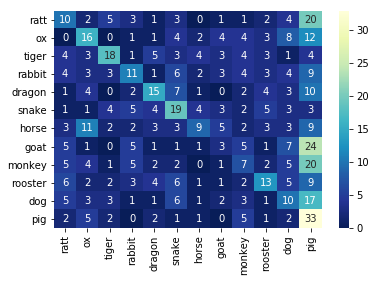 ratt 10 2 5 3 1 3 0 1 1 2 4 20
ox 0 16 0 1 1 4 2 4 4 3 8 12
tiger 4 3 18 1 5 3 4 3 4 3 1 4
rabbit 4 3 3 11 1 6 2 3 3 4 4 9
dragon 1 4 0 2 15 7 1 0 2 4 3 10
snake 1 1 4 5 4 19 4 3 2 5 3 3
horse 3 11 2 2 3 3 9 5 2 3 3 9
goat 5 1 0 5 1 1 1 3 5 1 7 24
monkey 5 4 1 5 2 2 0 1 7 2 5 20
rooster 6 2 2 3 4 6 1 1 2 13 5 9
dog 5 3 3 1 1 6 1 2 3 1 10 17
pig 2 5 2 0 2 1 1 0 5 1 2 33
ratt ox tiger rabbit dragon snake horse goat monkey rooster dog pig
30
25
20
15
10
5
0